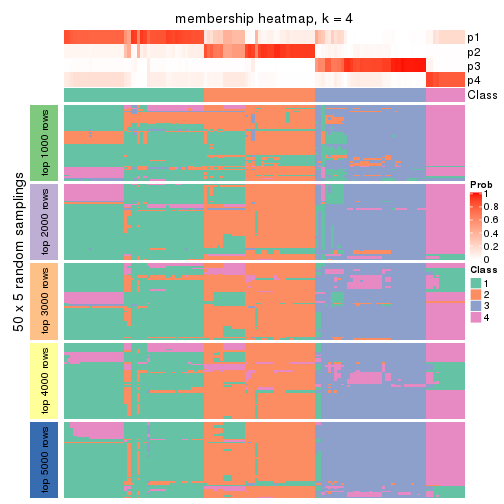 membership heatmap, k = 4
p1
p2
p3
p4
Class
50 x 5 random samplings
top 1000 rows
top 2000 rows
top 3000 rows
top 4000 rows
top 5000 rows
Prob
1
0.8
0.6
0.4
0.2
0
Class
1
2
3
4